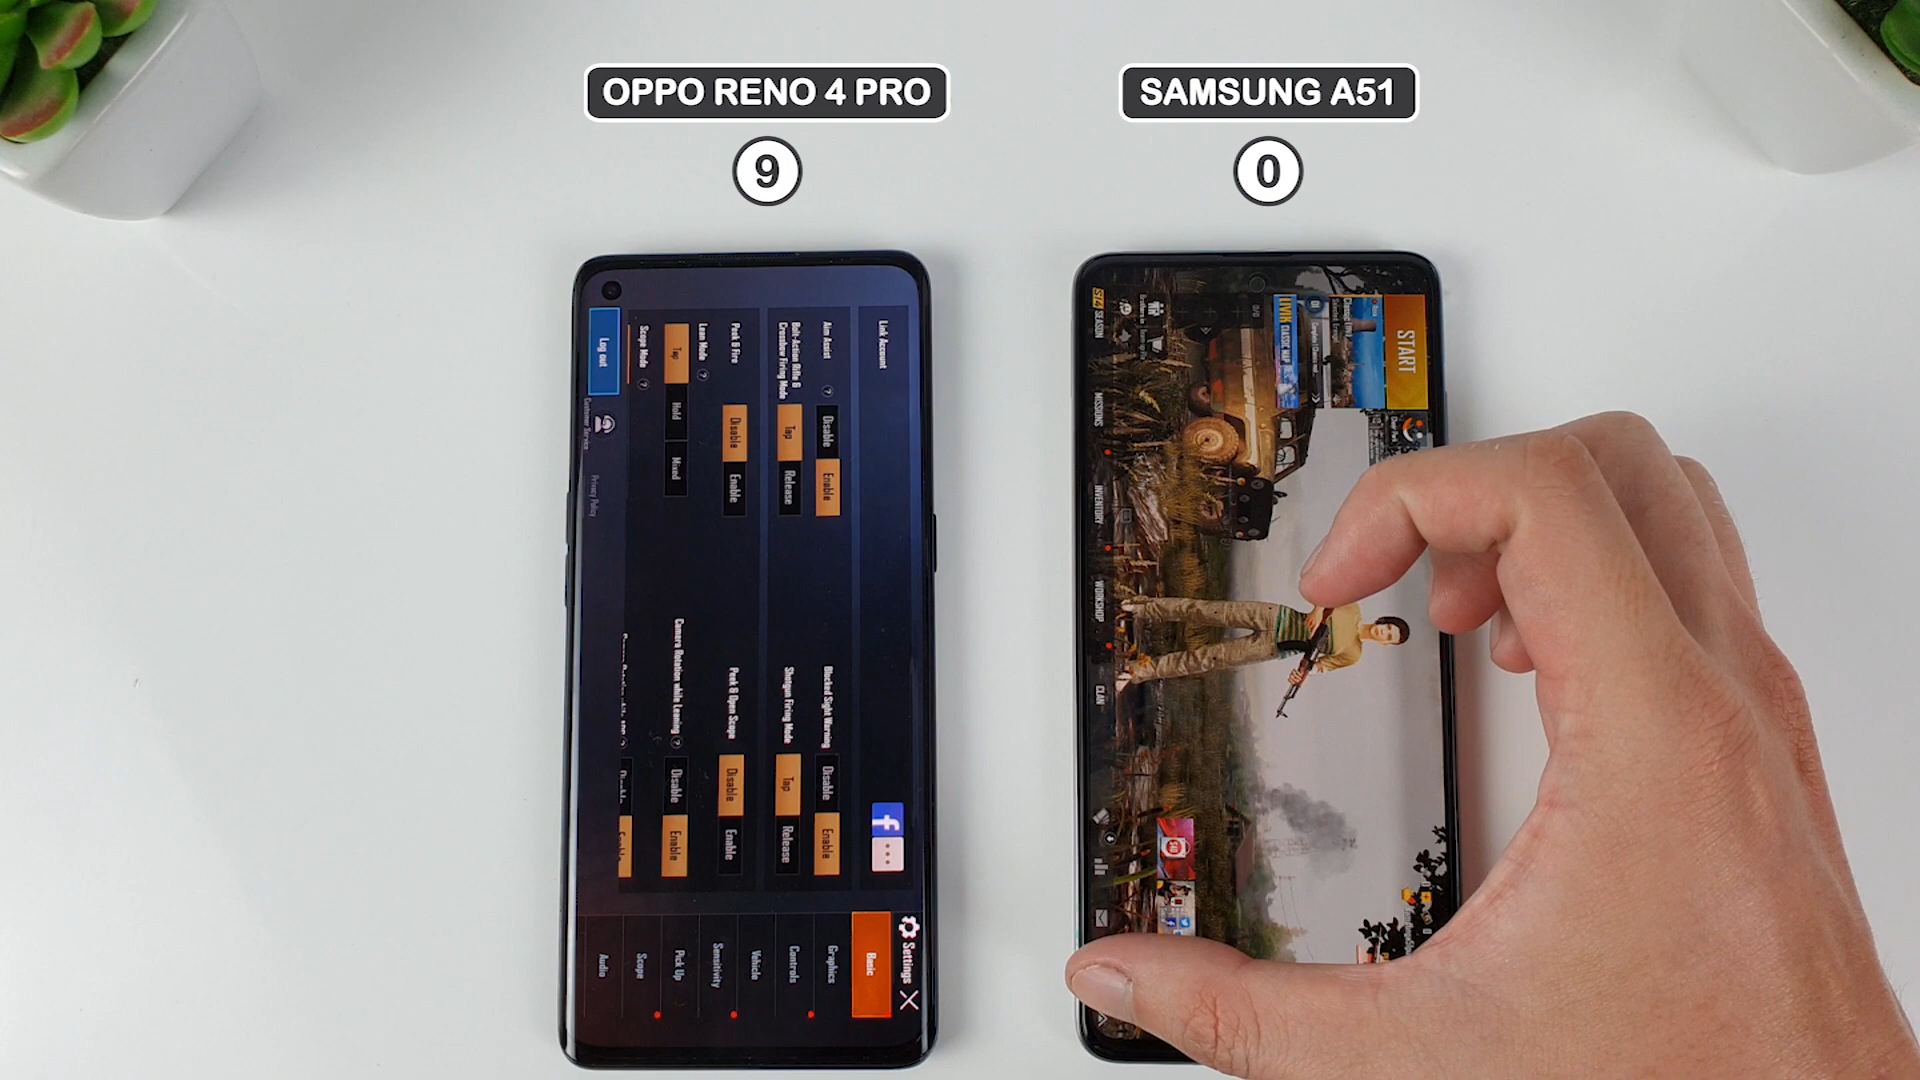 OPPO RENO 4 PRO
SAMSUNG A51
9
0
Settings
Basic
Graphics
Controls
Vehicle
Sensitivity
Pick Up
Scope
Audio
Link Account
Aim Assist
Disable
Enable
Blocked Sight Warning
Disable
Enable
Bolt-Action Rifle &
Crossbow Firing Mode
Tap
Release
Shotgun Firing Mode
Tap
Release
Peek & Fire
Disable
Enable
Peek & Open Scope
Disable
Enable
Lean Mode
Tap
Hold
Mixed
Camera Rotation while Leaning
Disable
Enable
Scope Mode
Log out
Customer Service
Privacy Policy
START
LIVIK CLASSIC MAP
SEASON
MISSIONS
INVENTORY
WORKSHOP
CLAN